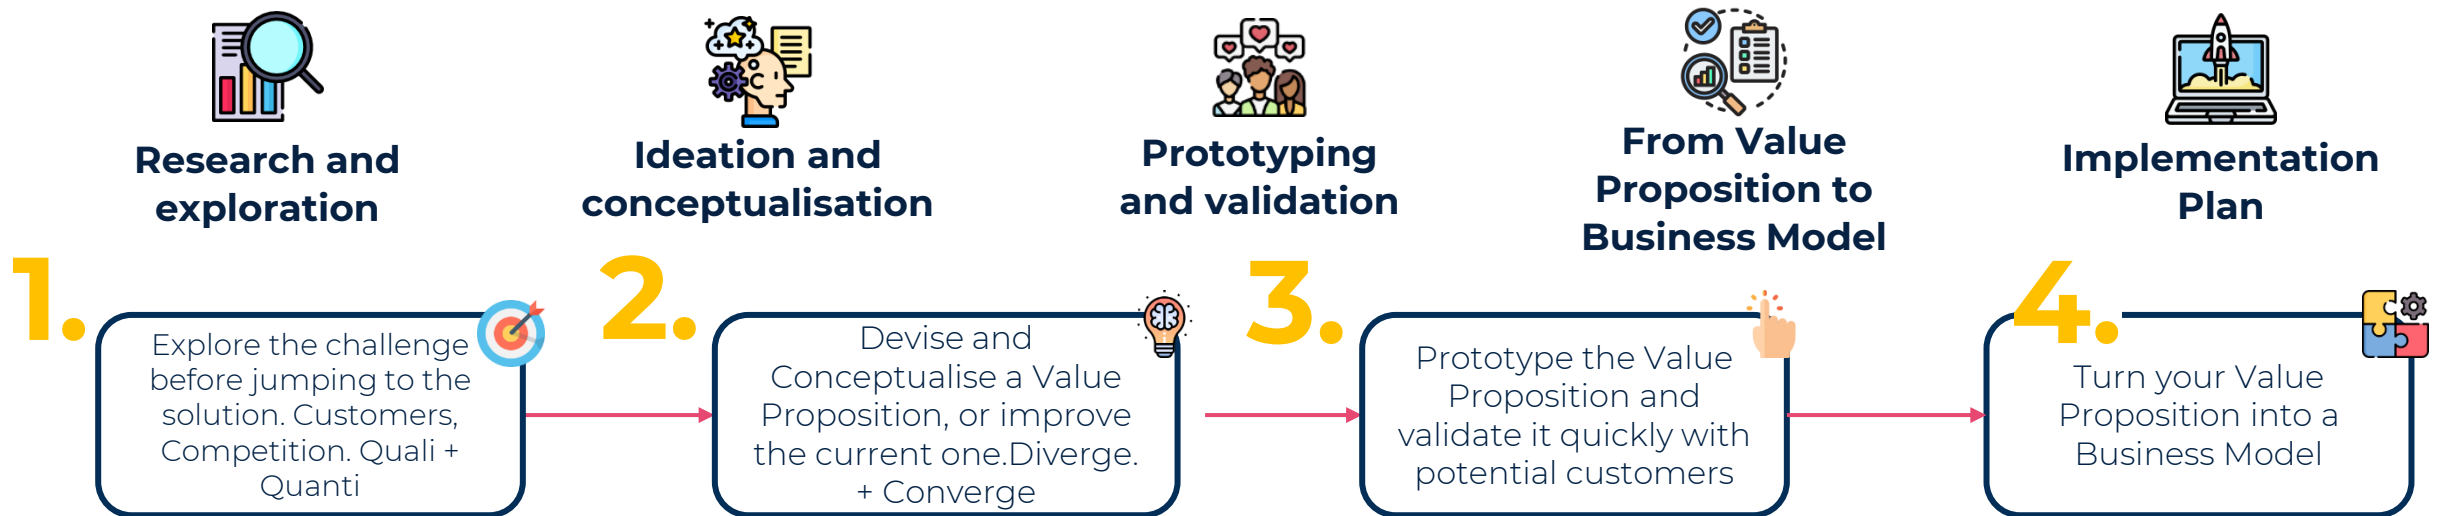 Research and
exploration
Ideation and
conceptualisation
Prototyping
and validation
From Value
Proposition to
Business Model
Implementation
Plan
1.
Explore the challenge
before jumping to the
solution. Customers,
Competition. Quali +
Quanti
2.
Devise and
Conceptualise a Value
Proposition, or improve
the current one.Diverge.
+ Converge
3.
Prototype the Value
Proposition and
validate it quickly with
potential customers
4.
Turn your Value
Proposition into a
Business Model